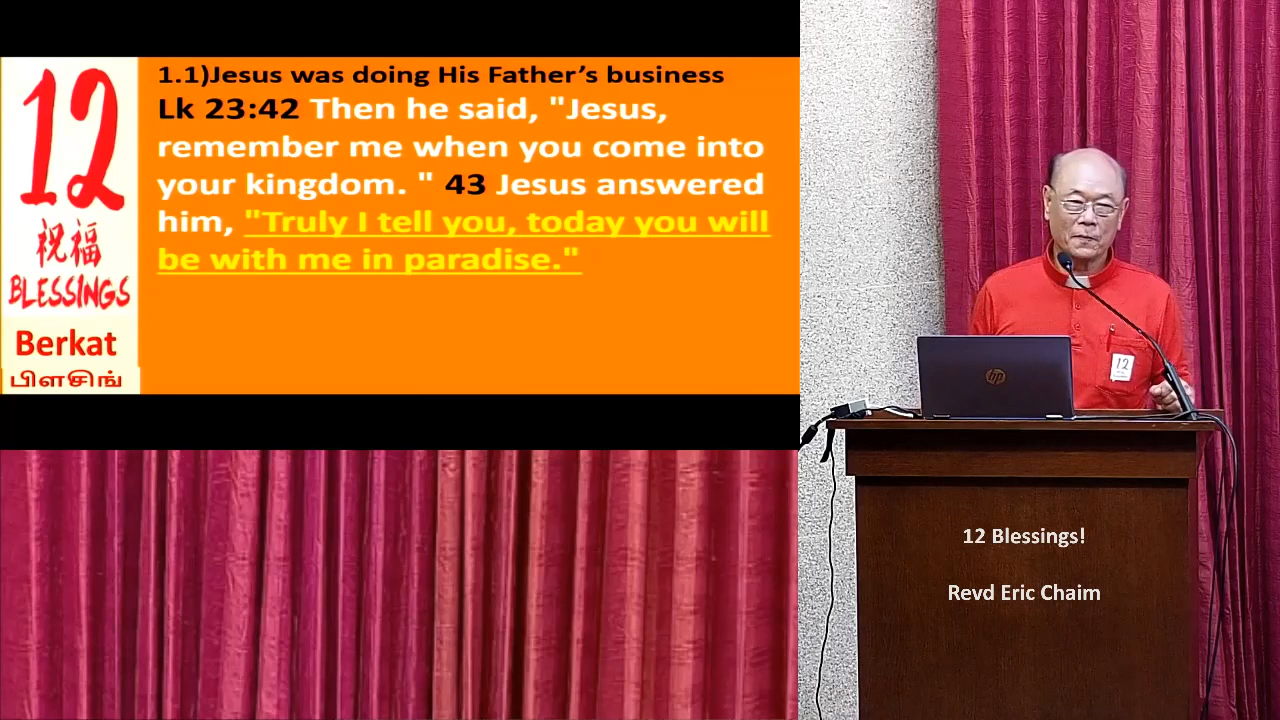 12
祝福
BLESSINGS
Berkat
பிளசிங்
1.1)Jesus was doing His Father’s business
Lk 23:42 Then he said, "Jesus,
remember me when you come into
your kingdom. " 43 Jesus answered
him, "Truly I tell you, today you will
be with me in paradise."
hp
12
12 Blessings!
Revd Eric Chaim